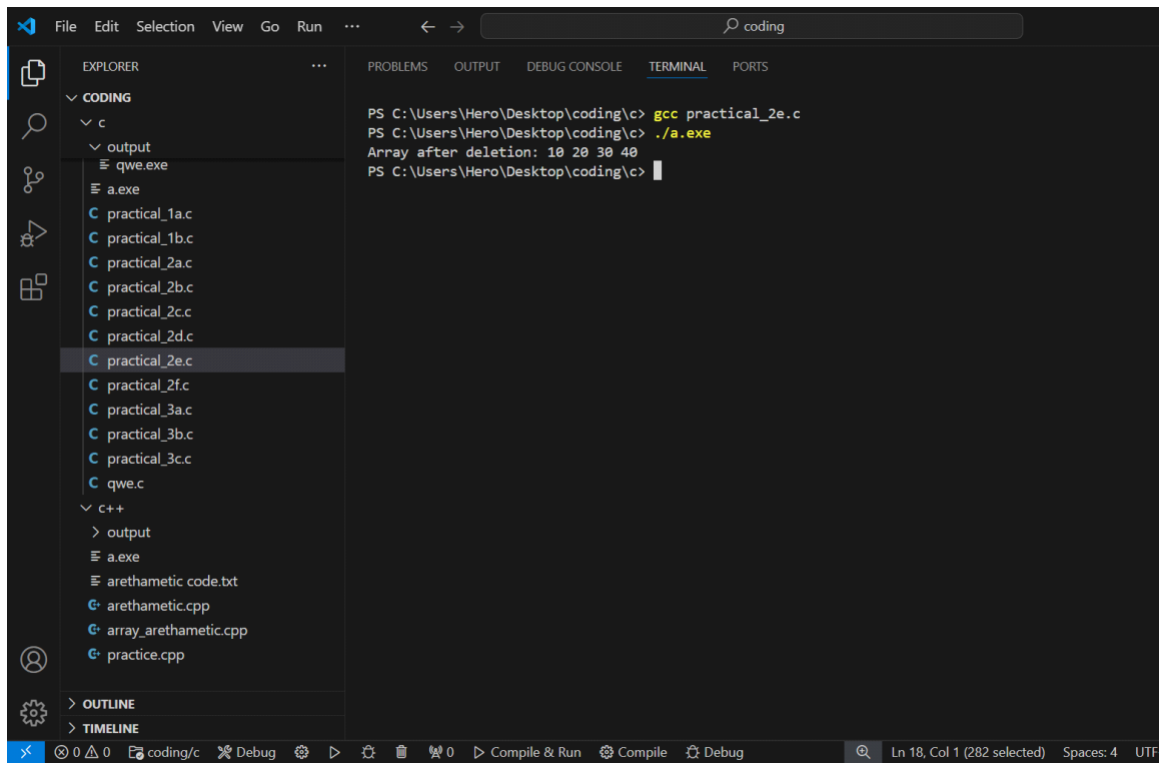 File Edit Selection View Go Run ··· ← → coding
EXPLORER ···
CODING
c
output
qwe.exe
a.exe
practical_1a.c
practical_1b.c
practical_2a.c
practical_2b.c
practical_2c.c
practical_2d.c
practical_2e.c
practical_2f.c
practical_3a.c
practical_3b.c
practical_3c.c
qwe.c
c++
output
a.exe
arethametic code.txt
arethametic.cpp
array_arethametic.cpp
practice.cpp
OUTLINE
TIMELINE
PROBLEMS OUTPUT DEBUG CONSOLE TERMINAL PORTS
PS C:\Users\Hero\Desktop\coding\c> gcc practical_2e.c
PS C:\Users\Hero\Desktop\coding\c> ./a.exe
Array after deletion: 10 20 30 40
PS C:\Users\Hero\Desktop\coding\c>
0 0 coding/c Debug 0 Compile & Run Compile Debug Ln 18, Col 1 (282 selected) Spaces: 4 UTF